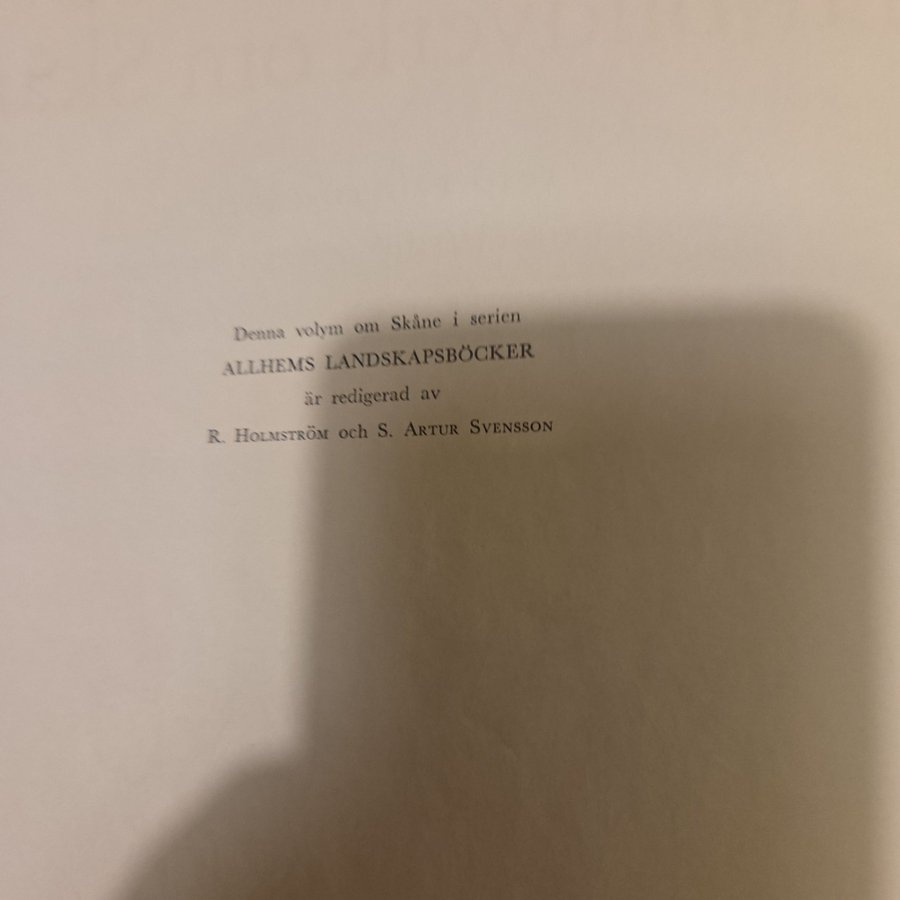 Denna volym om Skåne i serien
ALLHEMS LANDSKAPSBÖCKER
är redigerad av
R. HOLMSTRÖM och S. ARTUR SVENSSON